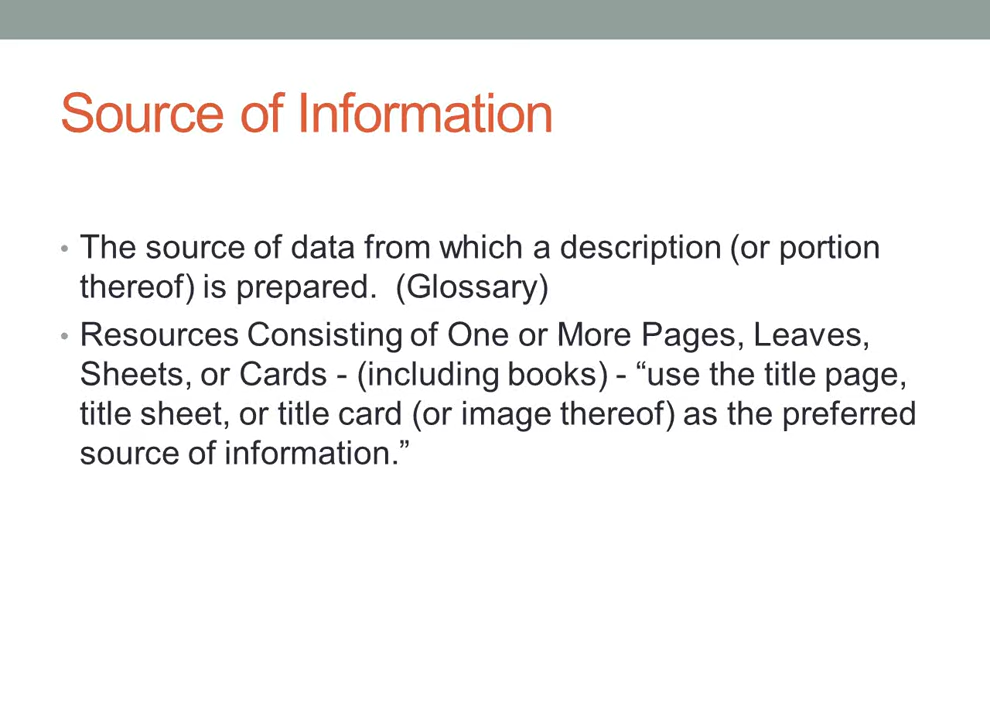 Source of Information
• The source of data from which a description (or portion
thereof) is prepared.  (Glossary)
• Resources Consisting of One or More Pages, Leaves,
Sheets, or Cards - (including books) - “use the title page,
title sheet, or title card (or image thereof) as the preferred
source of information.”